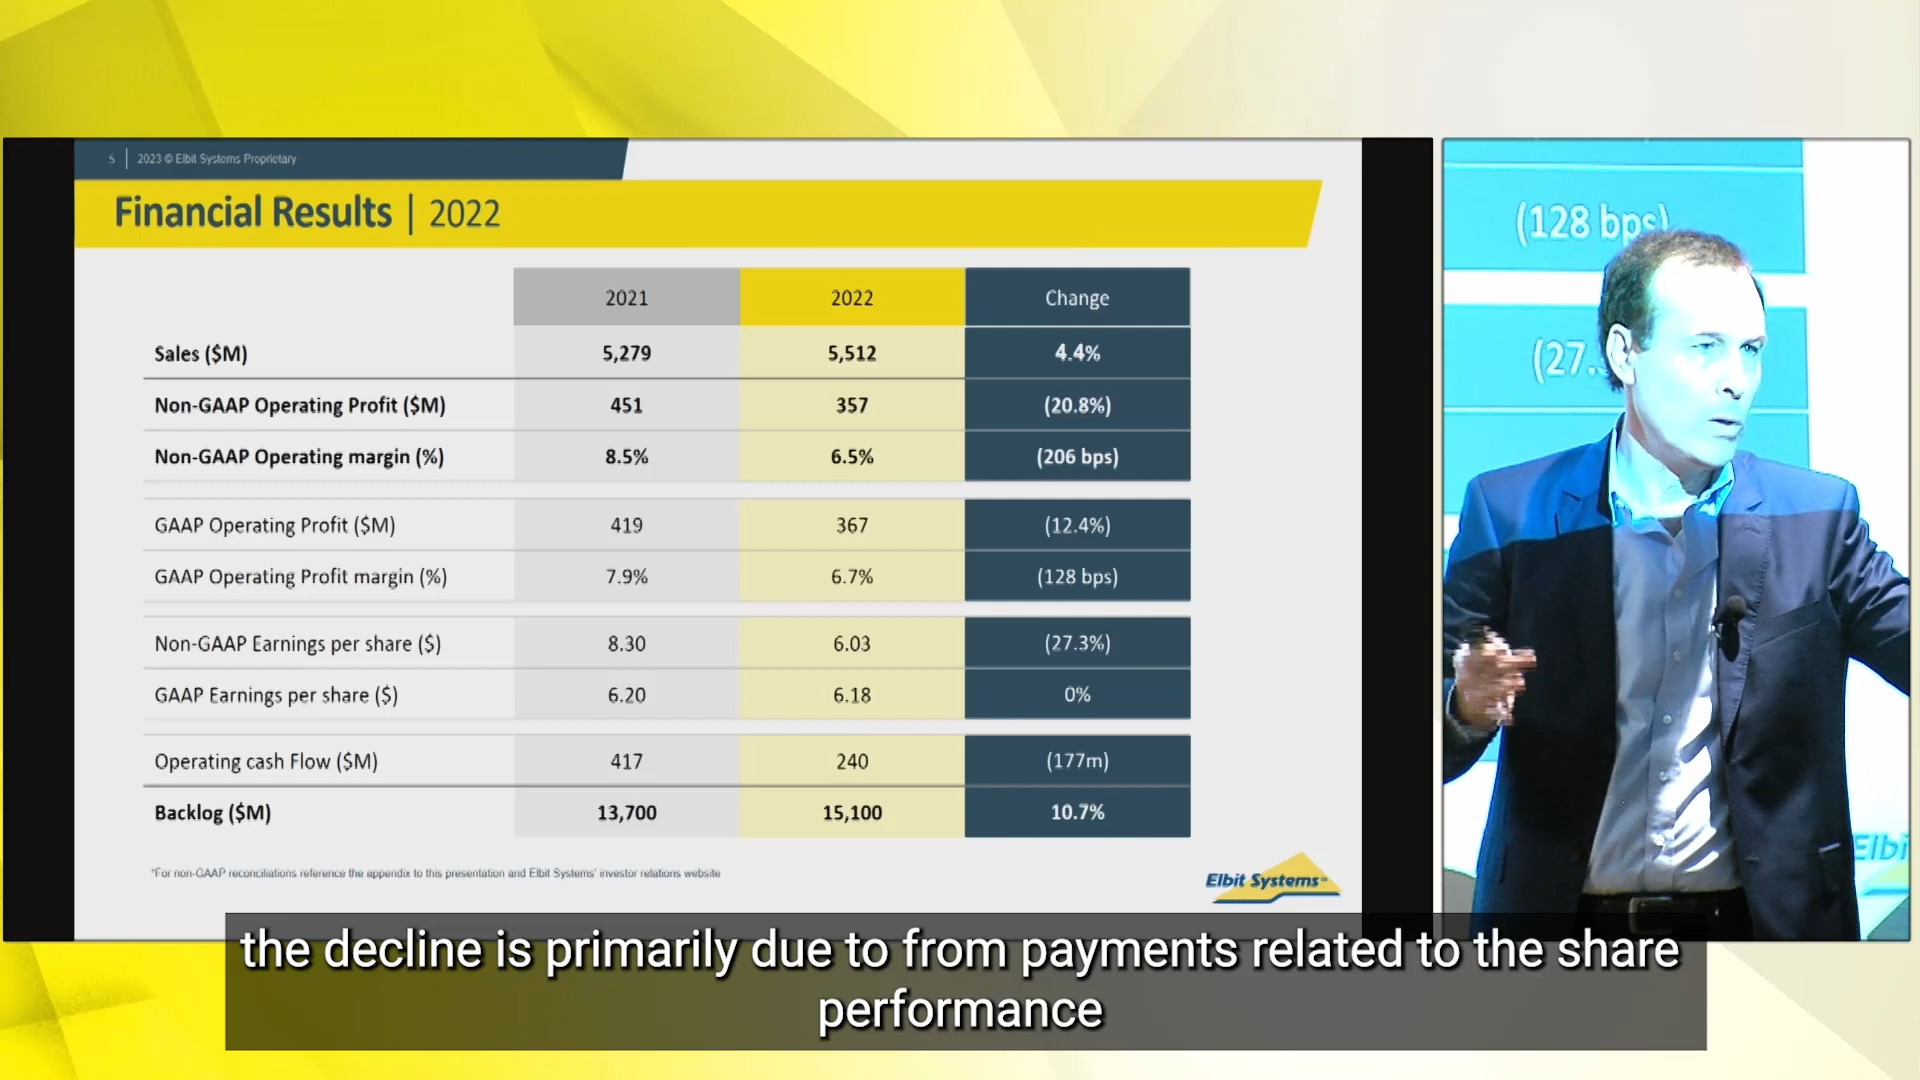 5 | 2023 © Elbit Systems Proprietary
Financial Results | 2022
2021 2022 Change
Sales ($M) 5,279 5,512 4.4%
Non-GAAP Operating Profit ($M) 451 357 (20.8%)
Non-GAAP Operating margin (%) 8.5% 6.5% (206 bps)
GAAP Operating Profit ($M) 419 367 (12.4%)
GAAP Operating Profit margin (%) 7.9% 6.7% (128 bps)
Non-GAAP Earnings per share ($) 8.30 6.03 (27.3%)
GAAP Earnings per share ($) 6.20 6.18 0%
Operating cash Flow ($M) 417 240 (177m)
Backlog ($M) 13,700 15,100 10.7%
*For non-GAAP reconciliations reference the appendix to this presentation and Elbit Systems' investor relations website
Elbit Systems™
(128 bps)
(27.
Elbi
the decline is primarily due to from payments related to the share
performance